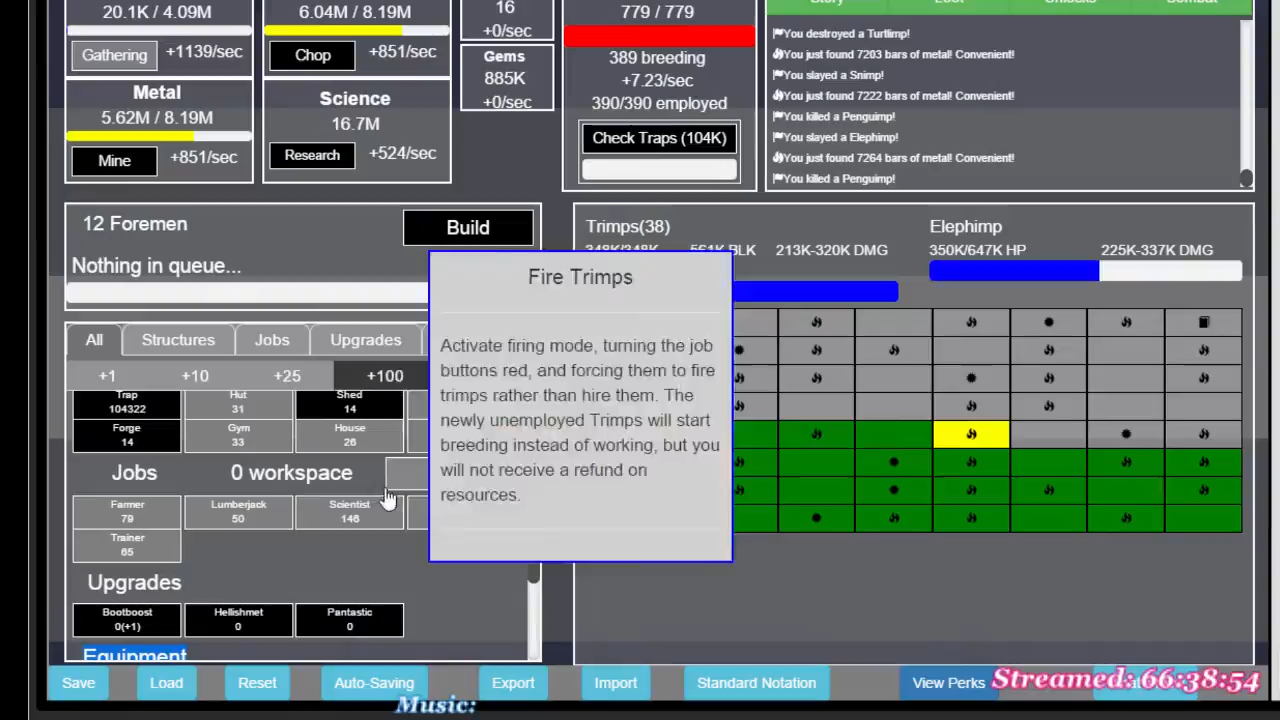 20.1K / 4.09M
Gathering
+1139/sec
6.04M / 8.19M
Chop
+851/sec
16
+0/sec
Gems
885K
+0/sec
Metal
5.62M / 8.19M
Mine
+851/sec
Science
16.7M
Research
+524/sec
779 / 779
389 breeding
+7.23/sec
390/390 employed
Check Traps (104K)
You destroyed a Turtlimp!
You just found 7203 bars of metal! Convenient!
You slayed a Snimp!
You just found 7222 bars of metal! Convenient!
You killed a Penguimp!
You slayed a Elephimp!
You just found 7264 bars of metal! Convenient!
You killed a Penguimp!
12 Foremen
Build
Nothing in queue...
All
Structures
Jobs
Upgrades
+1
+10
+25
+100
Trap
104322
Hut
31
Shed
14
Forge
14
Gym
33
House
26
Jobs
0 workspace
Farmer
79
Lumberjack
50
Scientist
146
Trainer
65
Upgrades
Bootboost
0(+1)
Hellishmet
0
Pantastic
0
Equipment
Fire Trimps
Activate firing mode, turning the job
buttons red, and forcing them to fire
trimps rather than hire them. The
newly unemployed Trimps will start
breeding instead of working, but you
will not receive a refund on
resources.
Trimps(38)
BLK
213K-320K DMG
Elephimp
350K/647K HP
225K-337K DMG
Save
Load
Reset
Auto-Saving
Export
Import
Standard Notation
View Perks
Streamed: 66:38:54
Music: